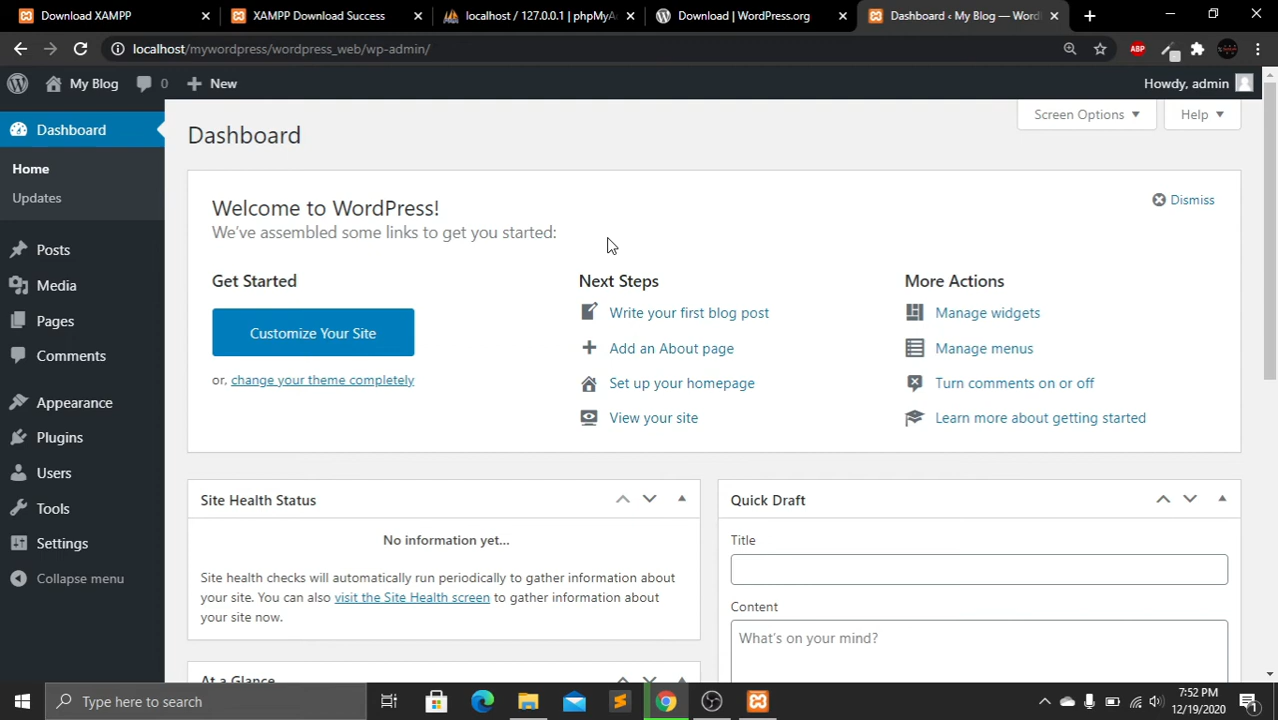 Download XAMPP
XAMPP Download Success
localhost / 127.0.0.1 | phpMyA
Download | WordPress.org
Dashboard ‹ My Blog — Word
localhost/mywordpress/wordpress_web/wp-admin/
ABP
My Blog
0
New
Howdy, admin
Dashboard
Home
Updates
Posts
Media
Pages
Comments
Appearance
Plugins
Users
Tools
Settings
Collapse menu
Screen Options
Help
Dashboard
Welcome to WordPress!
Dismiss
We've assembled some links to get you started:
Get Started
Customize Your Site
or, change your theme completely
Next Steps
Write your first blog post
Add an About page
Set up your homepage
View your site
More Actions
Manage widgets
Manage menus
Turn comments on or off
Learn more about getting started
Site Health Status
No information yet...
Site health checks will automatically run periodically to gather information about
your site. You can also visit the Site Health screen to gather information about
your site now.
At a Glance
Quick Draft
Title
Content
What's on your mind?
Type here to search
7:52 PM
12/19/2020
1